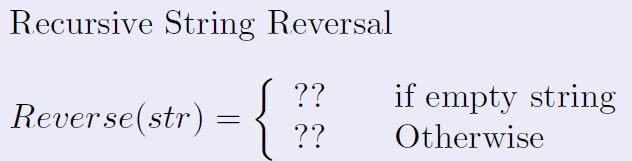 Recursive String Reversal
?? if empty string
Reverse(str) = {
?? Otherwise